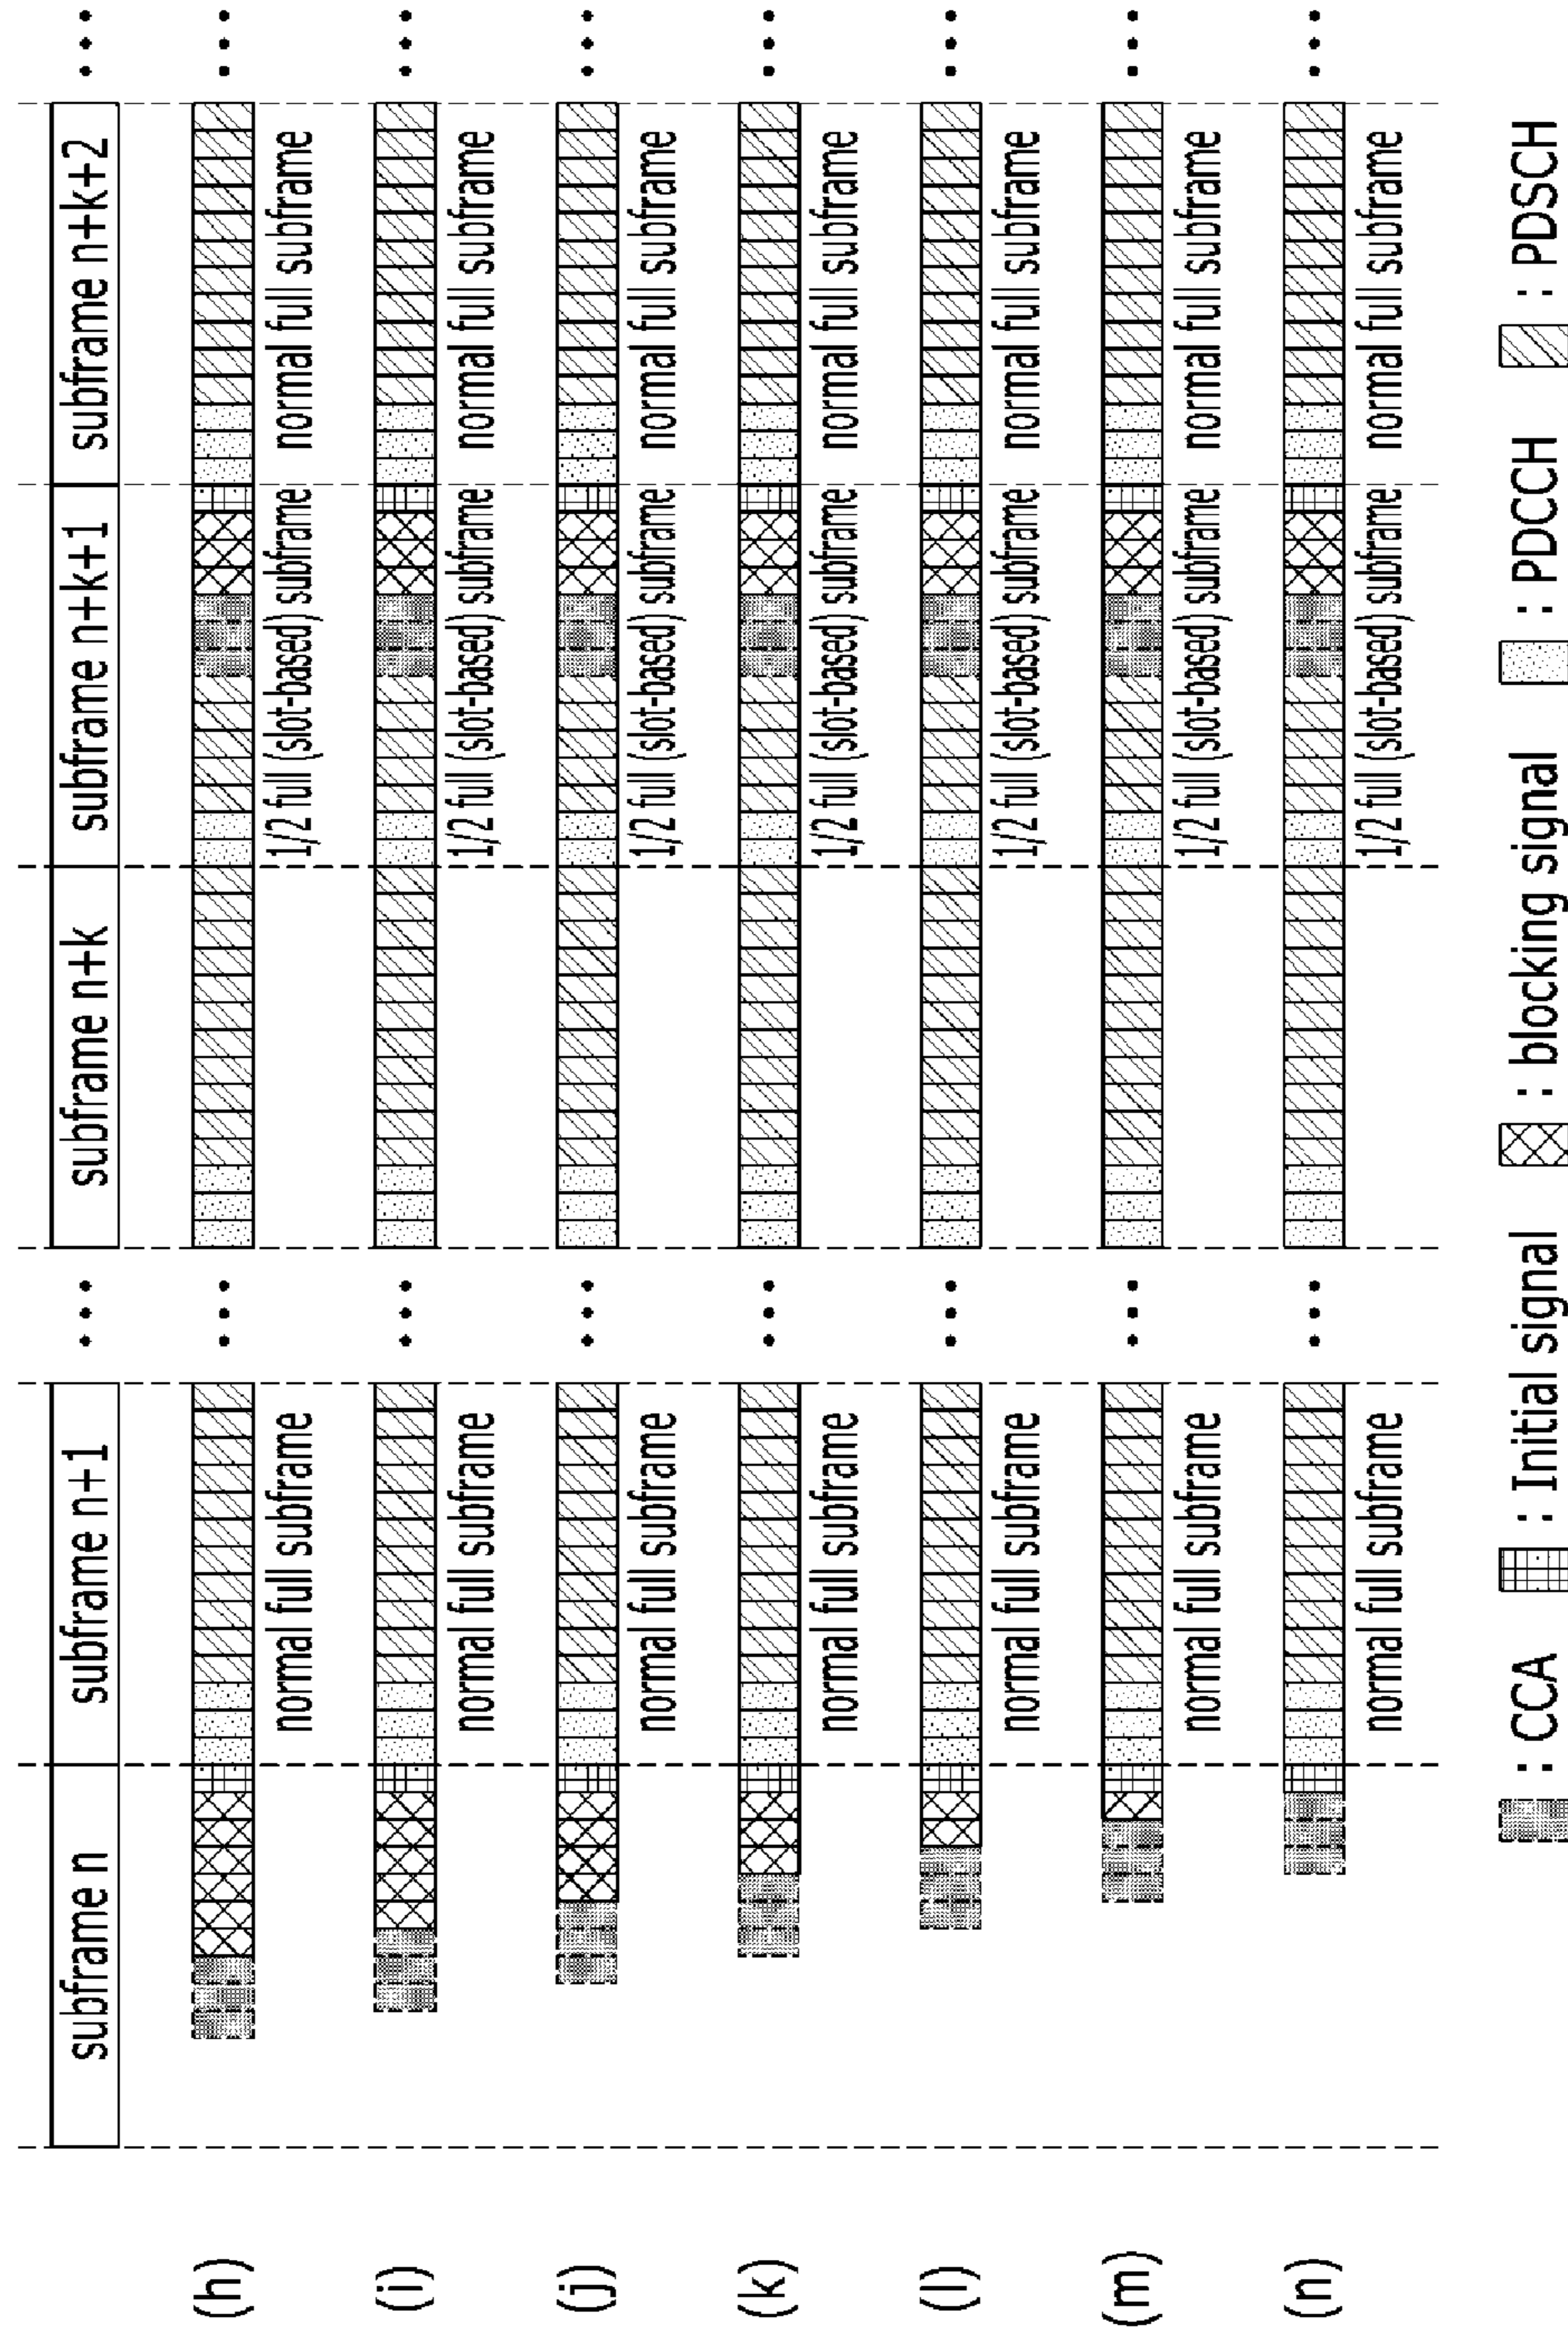 subframe n subframe n+1 ••• subframe n+k subframe n+k+1 subframe n+k+2 •••
(h) ••• •••
normal full subframe 1/2 full (slot-based) subframe normal full subframe
(i) ••• •••
normal full subframe 1/2 full (slot-based) subframe normal full subframe
(j) ••• •••
normal full subframe 1/2 full (slot-based) subframe normal full subframe
(k) ••• •••
normal full subframe 1/2 full (slot-based) subframe normal full subframe
(l) ••• •••
normal full subframe 1/2 full (slot-based) subframe normal full subframe
(m) ••• •••
normal full subframe 1/2 full (slot-based) subframe normal full subframe
(n) ••• •••
normal full subframe 1/2 full (slot-based) subframe normal full subframe
: CCA : Initial signal : blocking signal : PDCCH : PDSCH